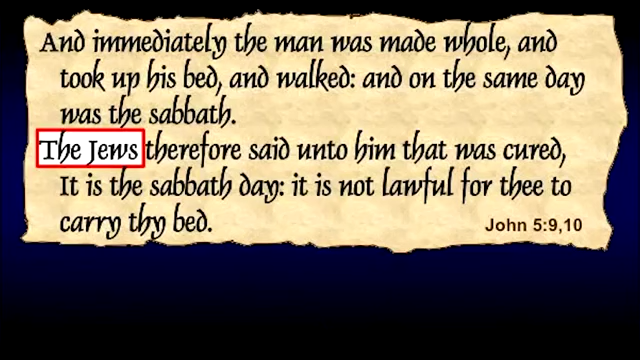 And immediately the man was made whole, and
took up his bed, and walked: and on the same day
was the sabbath.
The Jews therefore said unto him that was cured,
It is the sabbath day: it is not lawful for thee to
carry thy bed.
John 5:9,10